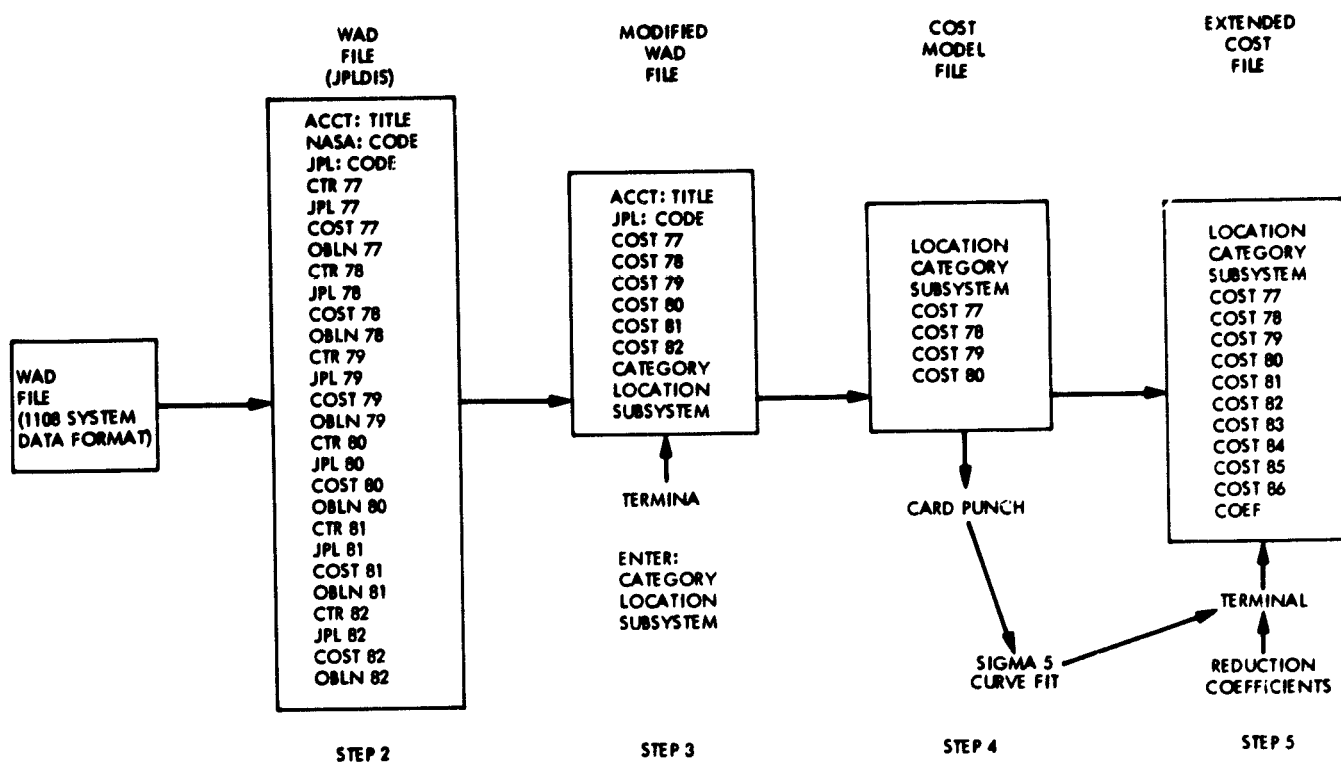 WAD
FILE
(1108 SYSTEM
DATA FORMAT)
WAD
FILE
(JPLDIS)
ACCT: TITLE
NASA: CODE
JPL: CODE
CTR 77
JPL 77
COST 77
OBLN 77
CTR 78
JPL 78
COST 78
OBLN 78
CTR 79
JPL 79
COST 79
OBLN 79
CTR 80
JPL 80
COST 80
OBLN 80
CTR 81
JPL 81
COST 81
OBLN 81
CTR 82
JPL 82
COST 82
OBLN 82
STEP 2
MODIFIED
WAD
FILE
ACCT: TITLE
JPL: CODE
COST 77
COST 78
COST 79
COST 80
COST 81
COST 82
CATEGORY
LOCATION
SUBSYSTEM
TERMINA
ENTER:
CATEGORY
LOCATION
SUBSYSTEM
STEP 3
COST
MODEL
FILE
LOCATION
CATEGORY
SUBSYSTEM
COST 77
COST 78
COST 79
COST 80
CARD PUNCH
SIGMA 5
CURVE FIT
STEP 4
EXTENDED
COST
FILE
LOCATION
CATEGORY
SUBSYSTEM
COST 77
COST 78
COST 79
COST 80
COST 81
COST 82
COST 83
COST 84
COST 85
COST 86
COEF
TERMINAL
REDUCTION
COEFFICIENTS
STEP 5